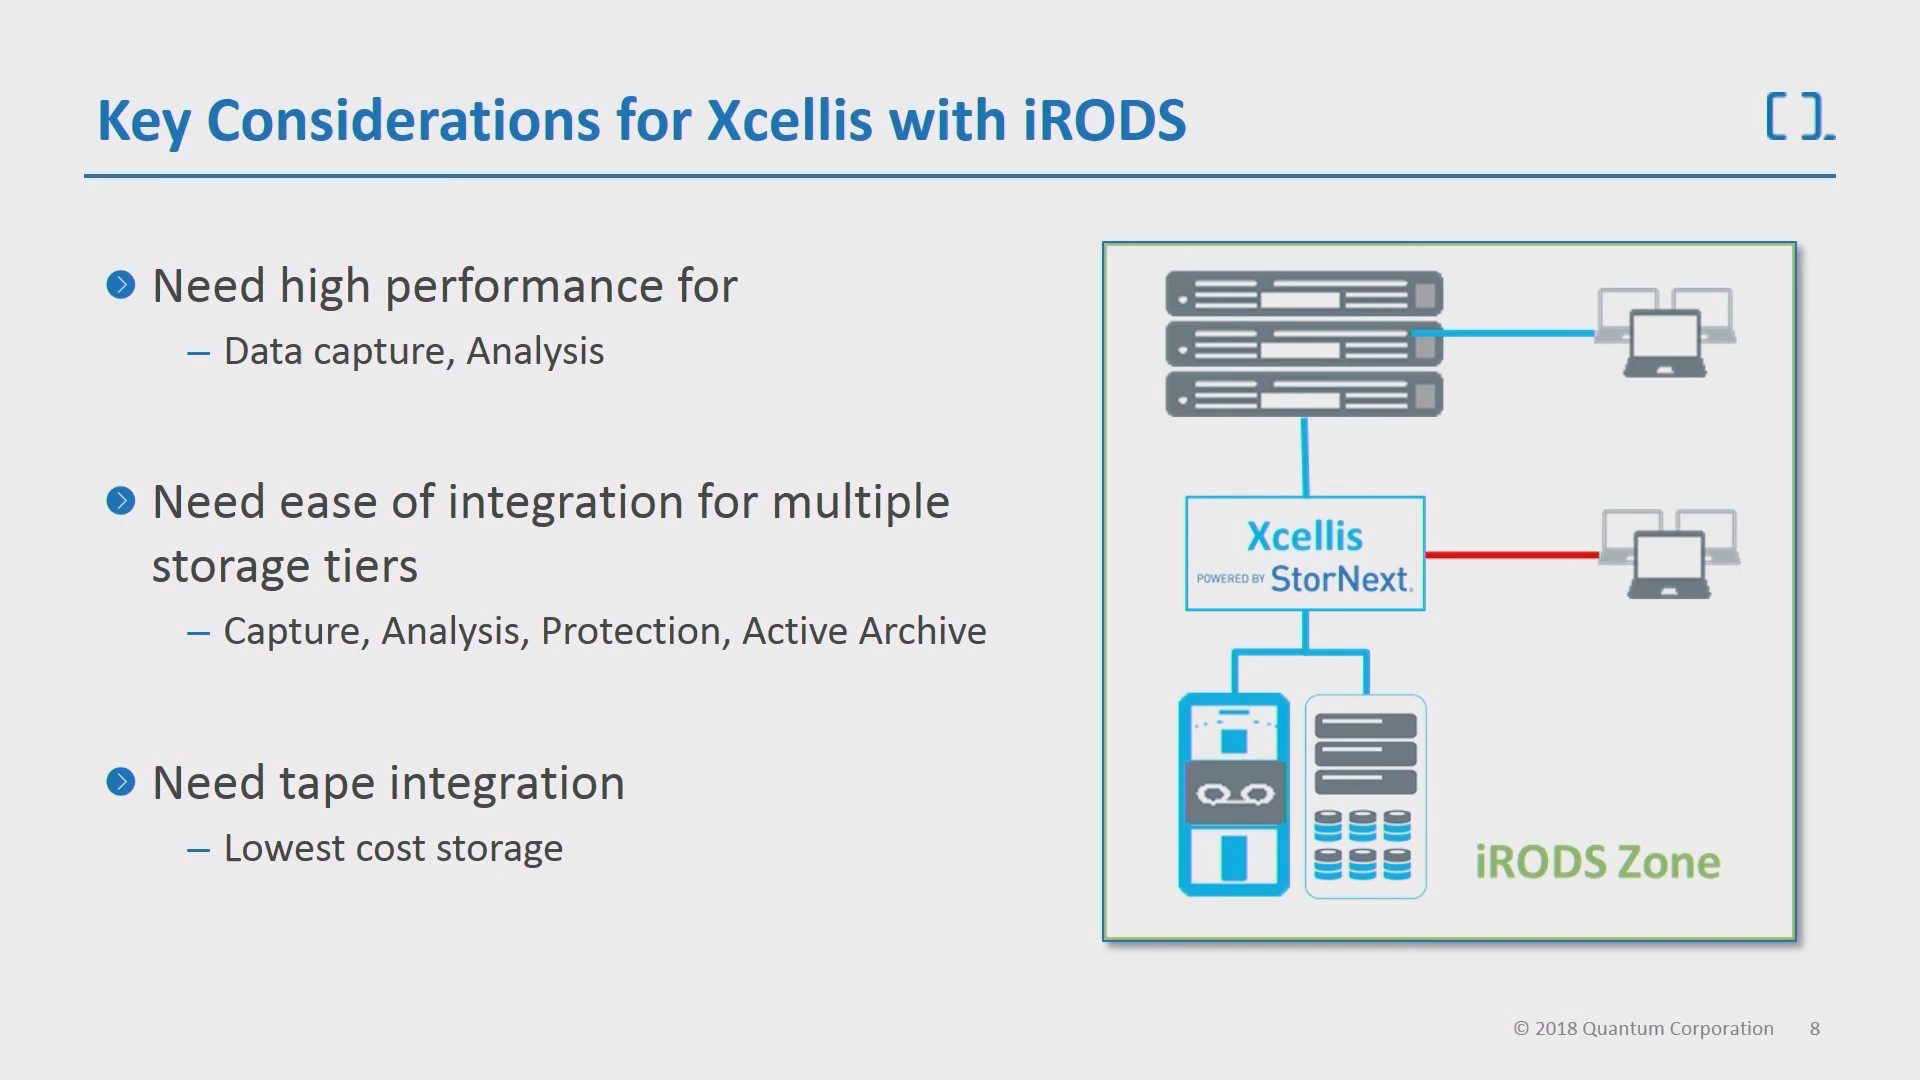 Key Considerations for Xcellis with iRODS
Need high performance for
– Data capture, Analysis
Need ease of integration for multiple
storage tiers
– Capture, Analysis, Protection, Active Archive
Need tape integration
– Lowest cost storage
Xcellis
POWERED BY StorNext.
iRODS Zone
© 2018 Quantum Corporation 8